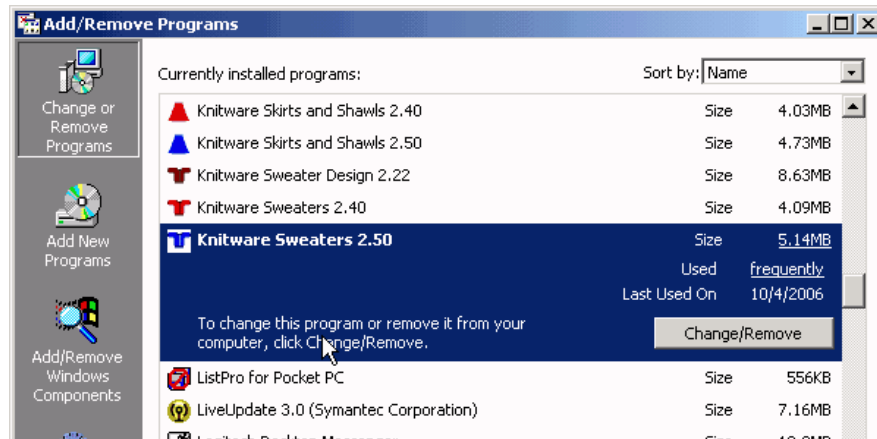 Add/Remove Programs
Change or
Remove
Programs
Add New
Programs
Add/Remove
Windows
Components
Currently installed programs:
Sort by: Name
Knitware Skirts and Shawls 2.40 Size 4.03MB
Knitware Skirts and Shawls 2.50 Size 4.73MB
Knitware Sweater Design 2.22 Size 8.63MB
Knitware Sweaters 2.40 Size 4.09MB
Knitware Sweaters 2.50 Size 5.14MB
Used frequently
Last Used On 10/4/2006
To change this program or remove it from your
computer, click Change/Remove.
Change/Remove
ListPro for Pocket PC Size 556KB
LiveUpdate 3.0 (Symantec Corporation) Size 7.16MB
Logitech Desktop Messenger Size